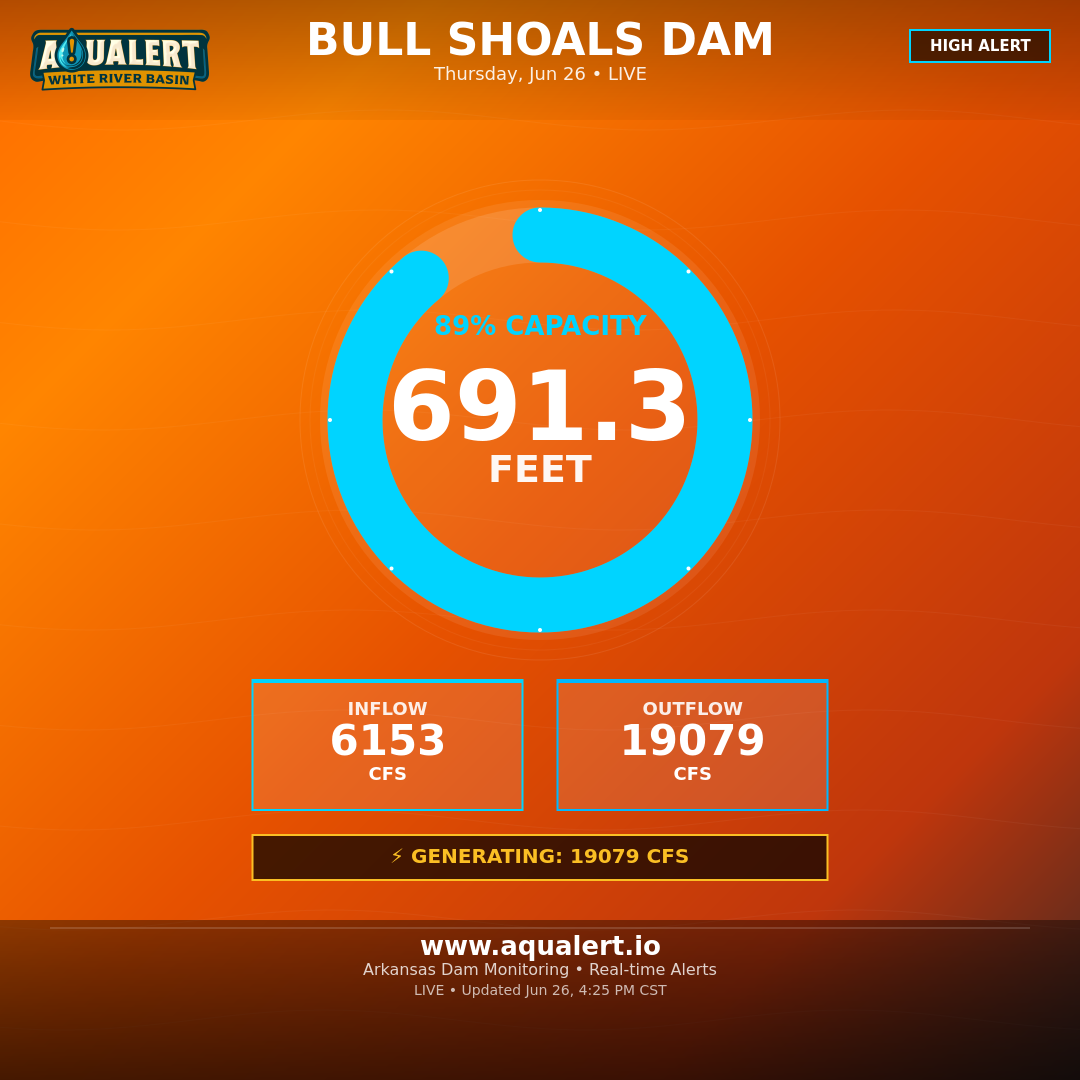 AQUALERT
WHITE RIVER BASIN
BULL SHOALS DAM
Thursday, Jun 26 • LIVE
HIGH ALERT
89% CAPACITY
691.3
FEET
INFLOW
6153
CFS
OUTFLOW
19079
CFS
⚡ GENERATING: 19079 CFS
www.aqualert.io
Arkansas Dam Monitoring • Real-time Alerts
LIVE • Updated Jun 26, 4:25 PM CST